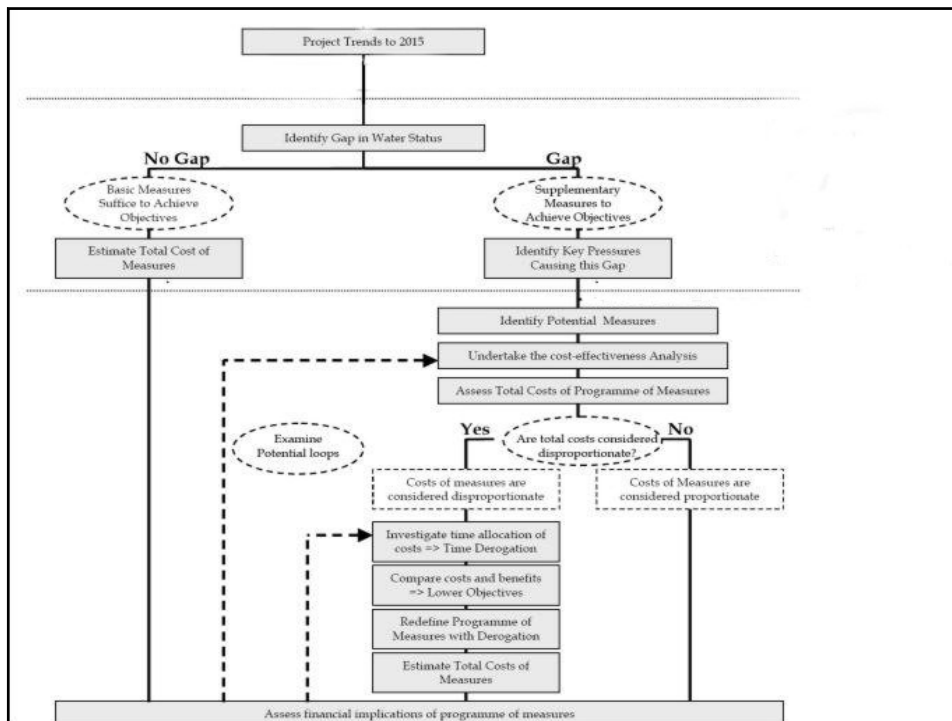 Project Trends to 2015
Identify Gap in Water Status
No Gap
Gap
Basic Measures
Suffice to Achieve
Objectives
Supplementary
Measures to
Achieve Objectives
Estimate Total Cost of
Measures
Identify Key Pressures
Causing this Gap
Identify Potential Measures
Undertake the cost-effectiveness Analysis
Assess Total Costs of Programme of Measures
Yes
No
Are total costs considered
disproportionate?
Examine
Potential loops
Costs of measures are
considered disproportionate
Costs of Measures are
considered proportionate
Investigate time allocation of
costs => Time Derogation
Compare costs and benefits
=> Lower Objectives
Redefine Programme of
Measures with Derogation
Estimate Total Costs of
Measures
Assess financial implications of programme of measures